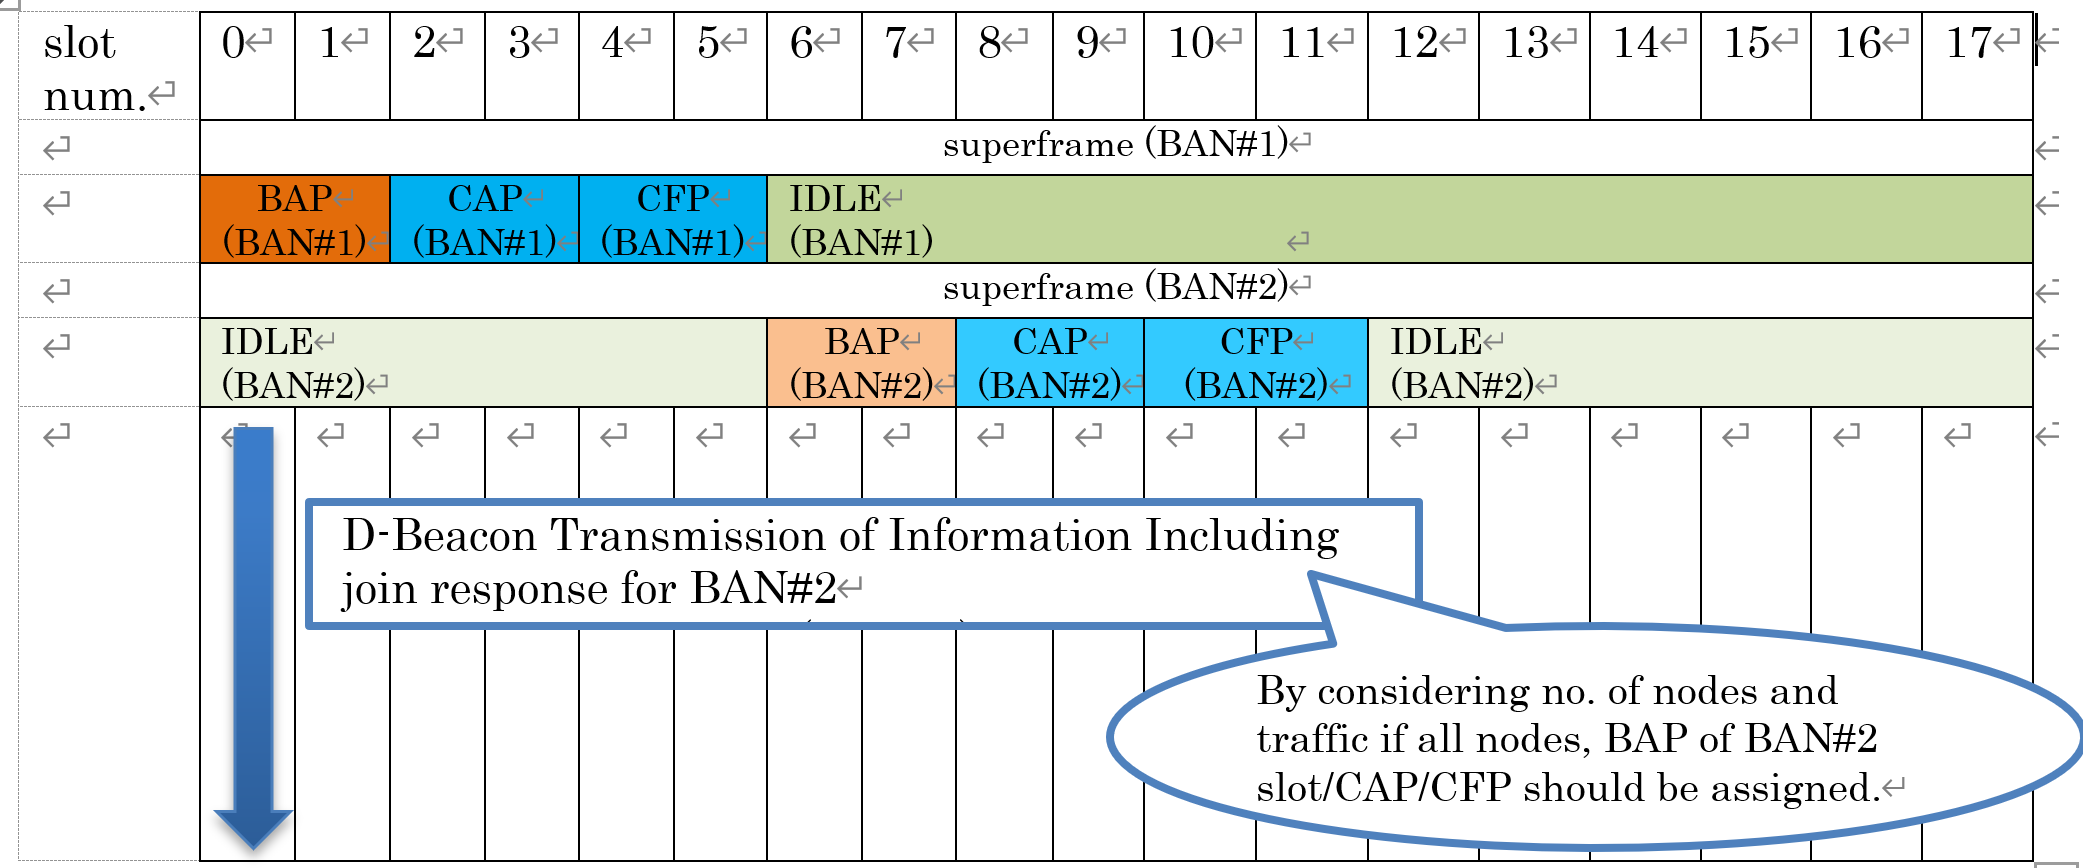 slot 0 1 2 3 4 5 6 7 8 9 10 11 12 13 14 15 16 17
num.
superframe (BAN#1)
BAP CAP CFP IDLE
(BAN#1) (BAN#1) (BAN#1) (BAN#1)
superframe (BAN#2)
IDLE BAP CAP CFP IDLE
(BAN#2) (BAN#2) (BAN#2) (BAN#2) (BAN#2)
D-Beacon Transmission of Information Including
join response for BAN#2
By considering no. of nodes and
traffic if all nodes, BAP of BAN#2
slot/CAP/CFP should be assigned.